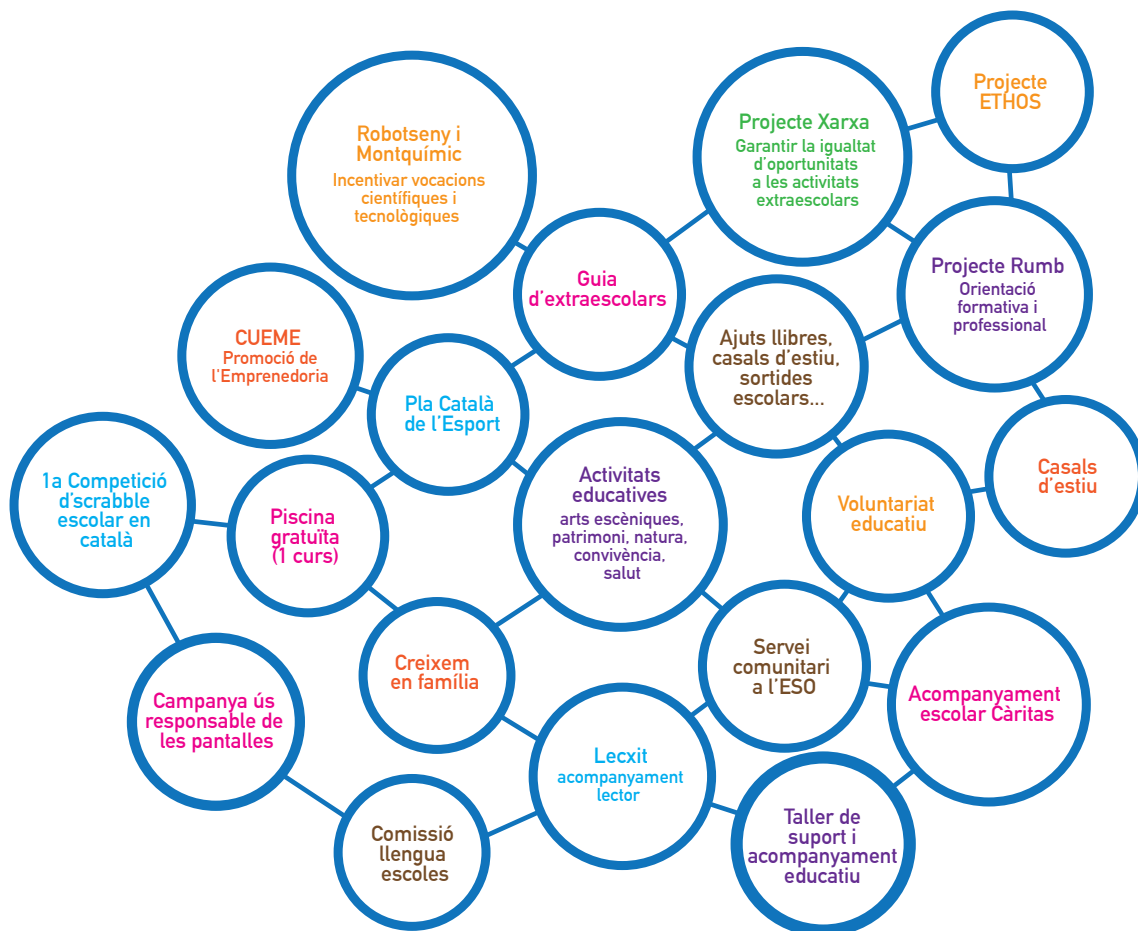 Projecte
ETHOS
Robotseny i
Montquímic
Incentivar vocacions
científiques i
tecnològiques
Projecte Xarxa
Garantir la igualtat
d'oportunitats
a les activitats
extraescolars
Guia
d'extraescolars
Projecte Rumb
Orientació
formativa i
professional
CUEME
Promoció de
l'Emprenedoria
Ajuts llibres,
casals d'estiu,
sortides
escolars...
Pla Català
de l'Esport
1a Competició
d'scrabble
escolar en
català
Piscina
gratuïta
(1 curs)
Activitats
educatives
arts escèniques,
patrimoni, natura,
convivència,
salut
Voluntariat
educatiu
Casals
d'estiu
Creixem
en família
Servei
comunitari
a l'ESO
Campanya ús
responsable de
les pantalles
Acompanyament
escolar Càritas
Lecxit
acompanyament
lector
Comissió
llengua
escoles
Taller de
suport i
acompanyament
educatiu